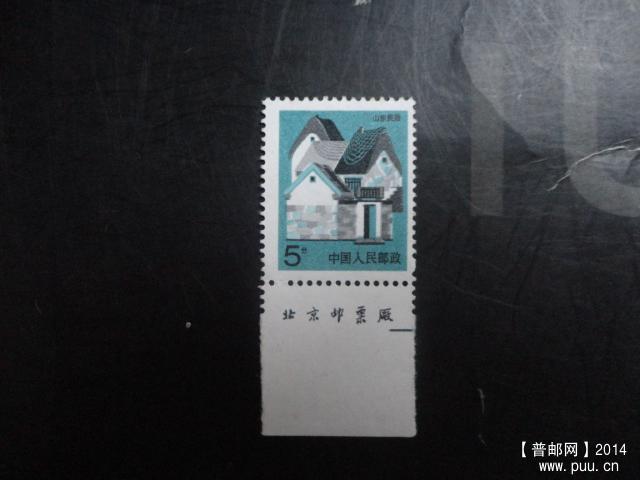 山东民居
5分
中国人民邮政
北京邮票厂
【普邮网】2014
www.puu.cn